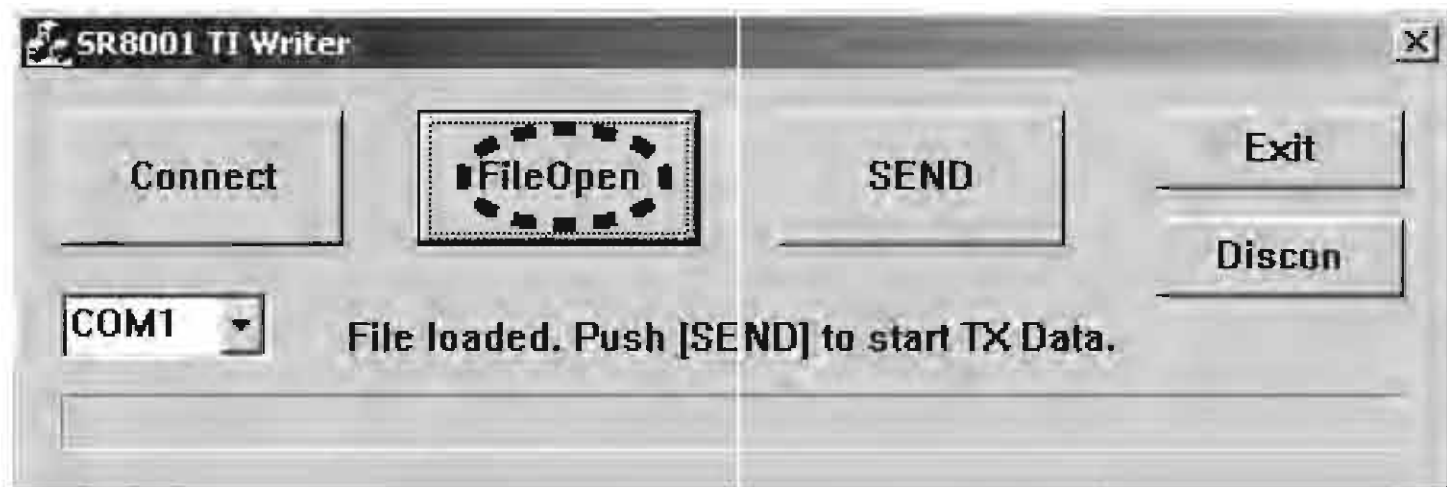 SR8001 TI Writer
Connect
FileOpen
SEND
Exit
Discon
COM1
File loaded. Push [SEND] to start TX Data.